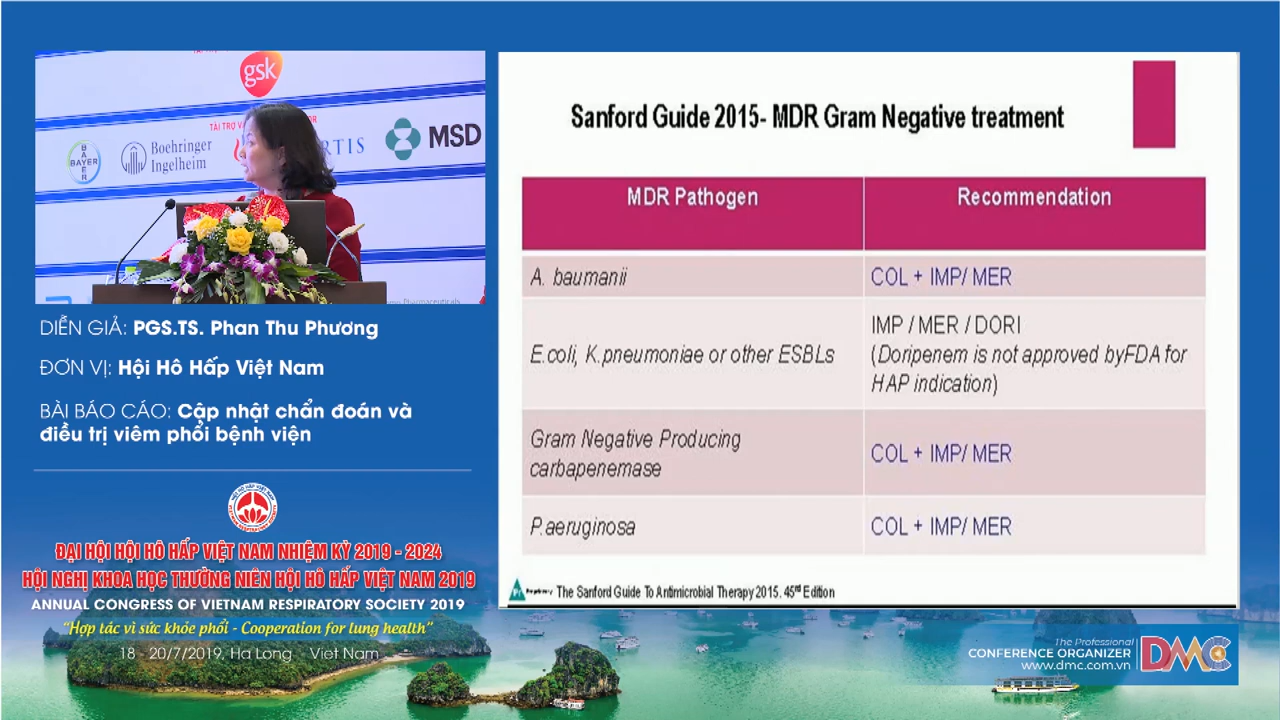 gsk
TÀI TRỢ V
BAYER
BAYER
Boehringer
Ingelheim
RTIS
MSD
Pharmaceuticals
DIỄN GIẢ: PGS.TS. Phan Thu Phương
ĐƠN VỊ: Hội Hô Hấp Việt Nam
BÀI BÁO CÁO: Cập nhật chẩn đoán và
điều trị viêm phổi bệnh viện
ĐẠI HỘI HỘI HÔ HẤP VIỆT NAM NHIỆM KỲ 2019 - 2024
HỘI NGHỊ KHOA HỌC THƯỜNG NIÊN HỘI HÔ HẤP VIỆT NAM 2019
ANNUAL CONGRESS OF VIETNAM RESPIRATORY SOCIETY 2019
“Hợp tác vì sức khỏe phổi - Cooperation for lung health”
18 - 20/7/2019, Ha Long Viet Nam
Sanford Guide 2015- MDR Gram Negative treatment
MDR Pathogen Recommendation
A. baumanii COL + IMP/ MER
E.coli, K.pneumoniae or other ESBLs IMP / MER / DORI
(Doripenem is not approved byFDA for
HAP indication)
Gram Negative Producing
carbapenemase COL + IMP/ MER
P.aeruginosa COL + IMP/ MER
The Sanford Guide To Antimicrobial Therapy 2015. 45rd Edition
The Professional
CONFERENCE ORGANIZER
www.dmc.com.vn
DMC